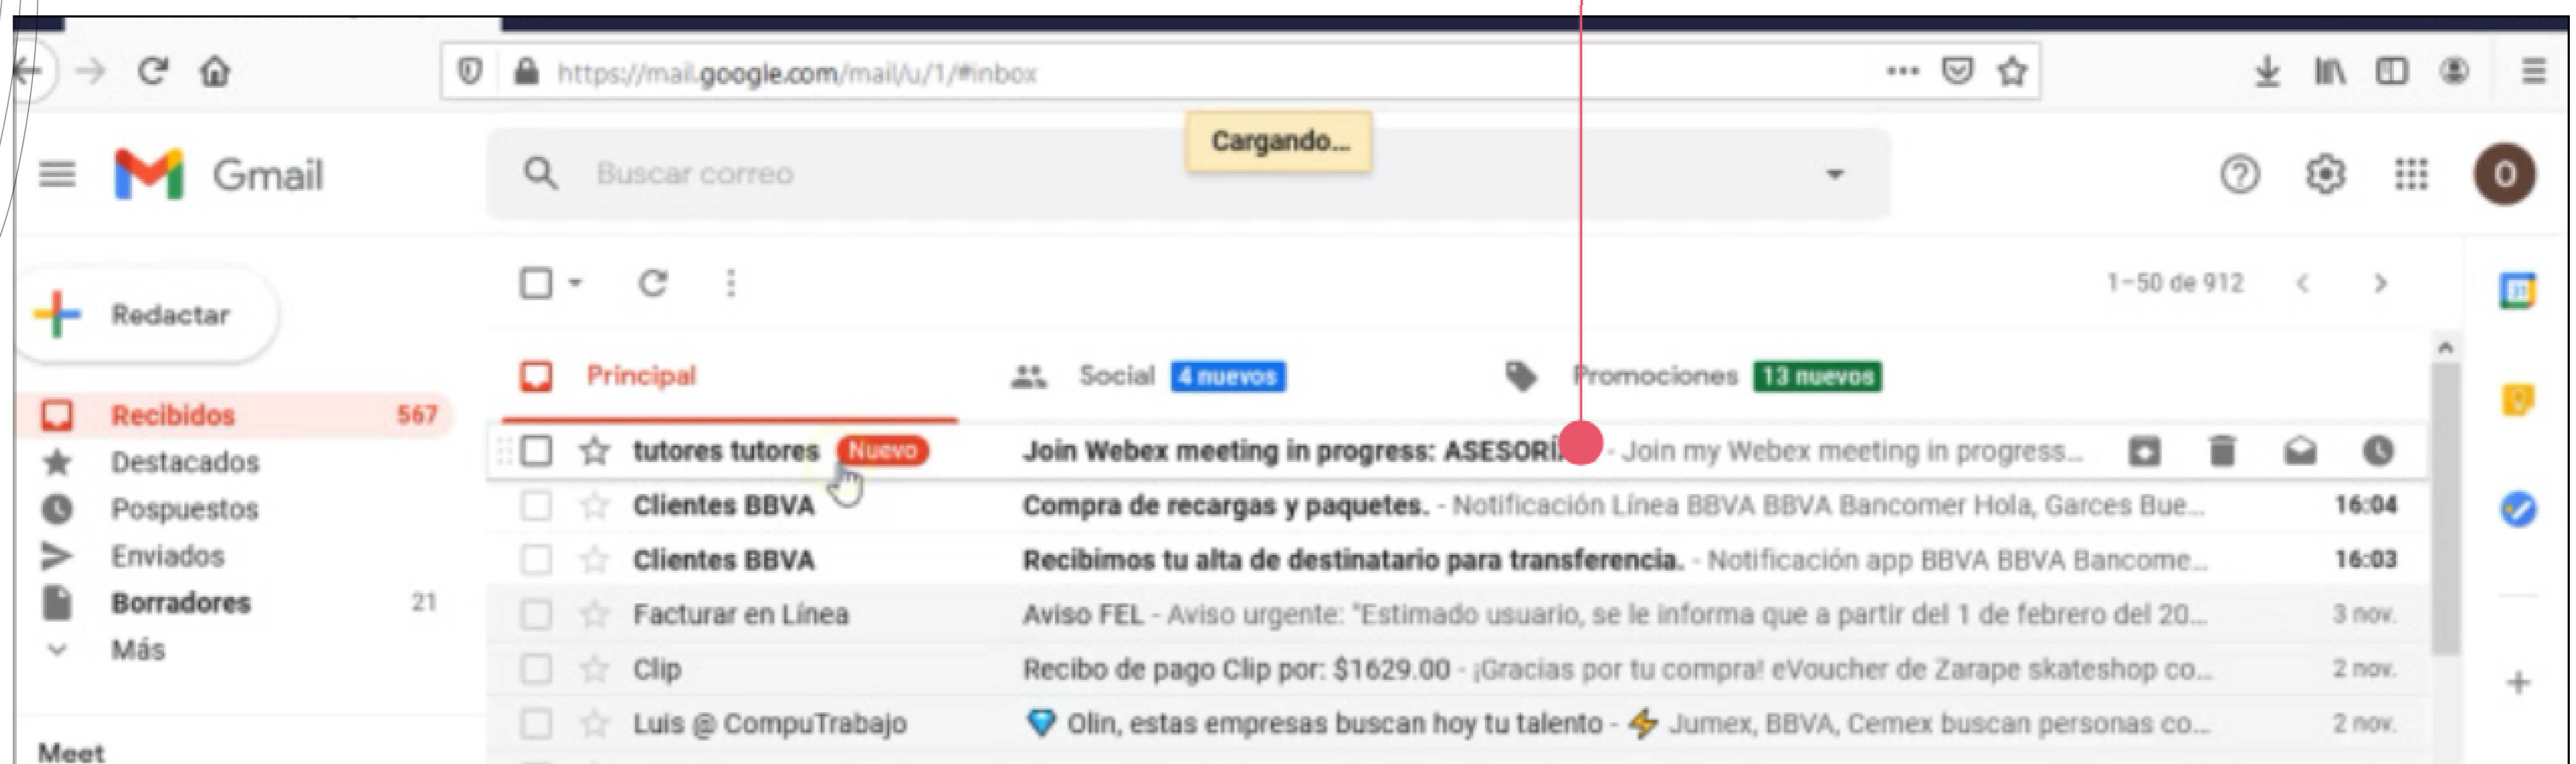 https://mail.google.com/mail/u/1/#inbox
Cargando...
Gmail
Buscar correo
O
Redactar
1–50 de 912
Principal
Social 4 nuevos
Promociones 13 nuevos
Recibidos 567
Destacados
Pospuestos
Enviados
Borradores 21
Más
Meet
tutores tutores Nuevo Join Webex meeting in progress: - Join my Webex meeting in progress...
Clientes BBVA Compra de recargas y paquetes. - Notificación Línea BBVA BBVA Bancomer Hola, Garces Bue...
16:04
Clientes BBVA Recibimos tu alta de destinatario para transferencia. - Notificación app BBVA BBVA Bancome...
16:03
Facturar en Línea Aviso FEL - Aviso urgente: "Estimado usuario, se le informa que a partir del 1 de febrero del 20...
3 nov.
Clip Recibo de pago Clip por: $1629.00 - ¡Gracias por tu compra! eVoucher de Zarape skateshop co...
2 nov.
Luis @ CompuTrabajo 💎 Olin, estas empresas buscan hoy tu talento - ⚡ Jumex, BBVA, Cemex buscan personas co...
2 nov.
31